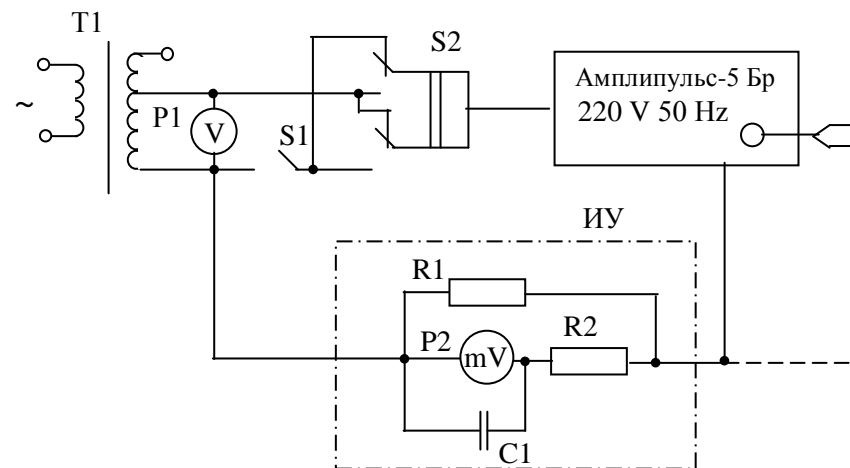 T1
S2
Амплипульс-5 Бр
220 V 50 Hz
P1
V
S1
~
ИУ
R1
P2
mV
R2
C1